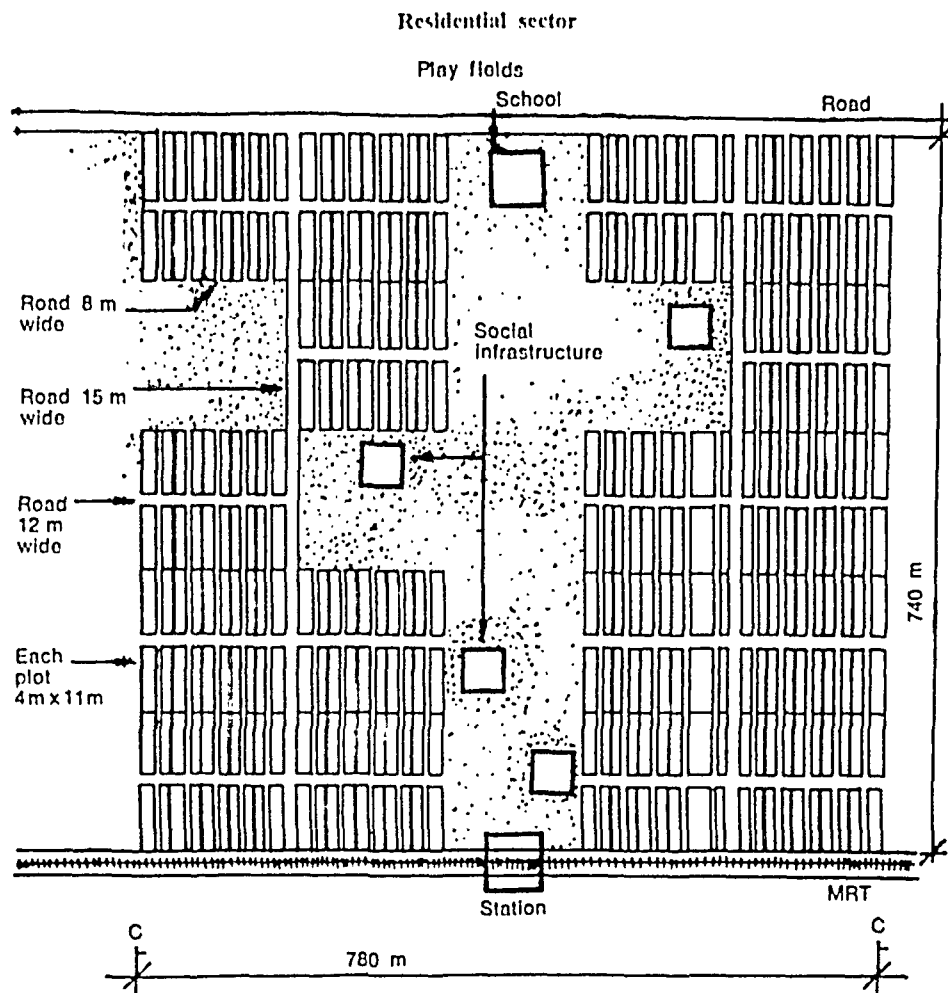 Residential sector
Play fields
School
Road
Road 8 m
wide
Social
infrastructure
Road 15 m
wide
Road
12 m
wide
740 m
Each
plot
4m x 11m
MRT
Station
C
C
780 m